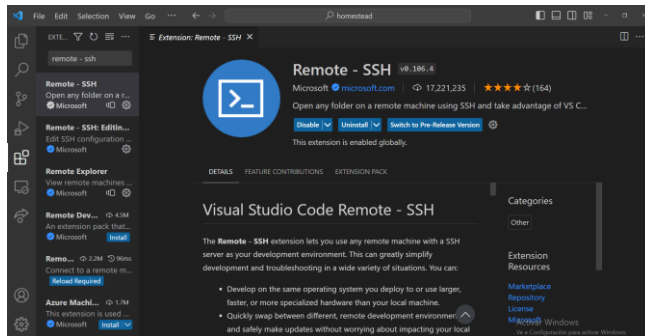 File Edit Selection View Go ··· homestead
EXTE...
remote - ssh
Remote - SSH
Open any folder on a r...
Microsoft
Remote - SSH: Editin...
Edit SSH configuration ...
Microsoft
Remote Explorer
View remote machines ...
Microsoft
Remote Dev... 4.5M
An extension pack that...
Microsoft Install
Remo... 2.2M 96ms
Connect to a remote m...
Reload Required
Azure Machi... 1.7M
This extension is used ...
Microsoft Install
Extension: Remote - SSH
Remote - SSH v0.106.4
Microsoft microsoft.com 17,221,235 (164)
Open any folder on a remote machine using SSH and take advantage of VS C...
Disable Uninstall Switch to Pre-Release Version
This extension is enabled globally.
DETAILS FEATURE CONTRIBUTIONS EXTENSION PACK
Visual Studio Code Remote - SSH
The Remote - SSH extension lets you use any remote machine with a SSH
server as your development environment. This can greatly simplify
development and troubleshooting in a wide variety of situations. You can:
• Develop on the same operating system you deploy to or use larger,
faster, or more specialized hardware than your local machine.
• Quickly swap between different, remote development environmen
and safely make updates without worrying about impacting your local
Categories
Other
Extension
Resources
Marketplace
Repository
License
Activar Windows
Ve a Configuración para activar Windows.